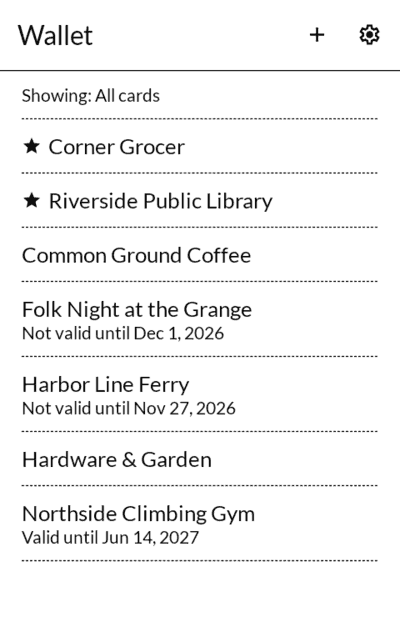 Wallet
Showing: All cards
Corner Grocer
Riverside Public Library
Common Ground Coffee
Folk Night at the Grange
Not valid until Dec 1, 2026
Harbor Line Ferry
Not valid until Nov 27, 2026
Hardware & Garden
Northside Climbing Gym
Valid until Jun 14, 2027